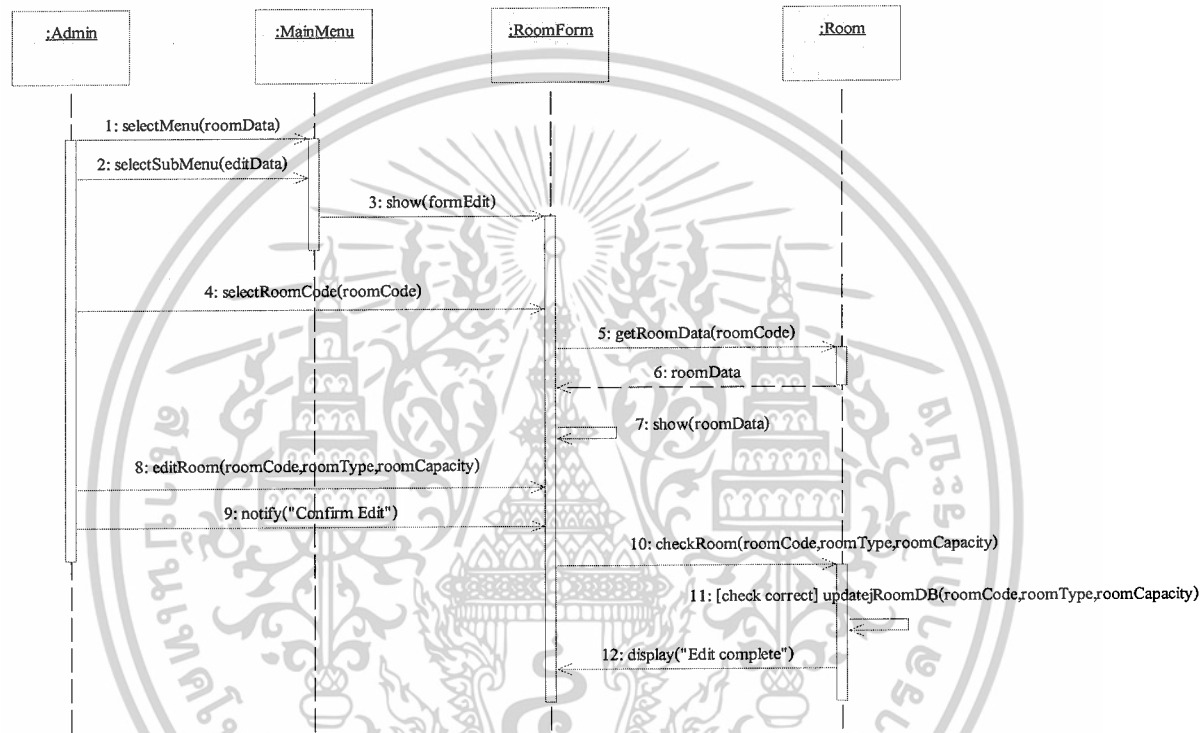 :Admin
:MainMenu
:RoomForm
:Room
1: selectMenu(roomData)
2: selectSubMenu(editData)
3: show(formEdit)
4: selectRoomCode(roomCode)
5: getRoomData(roomCode)
6: roomData
7: show(roomData)
8: editRoom(roomCode,roomType,roomCapacity)
9: notify("Confirm Edit")
10: checkRoom(roomCode,roomType,roomCapacity)
11: [check correct] updatejRoomDB(roomCode,roomType,roomCapacity)
12: display("Edit complete")